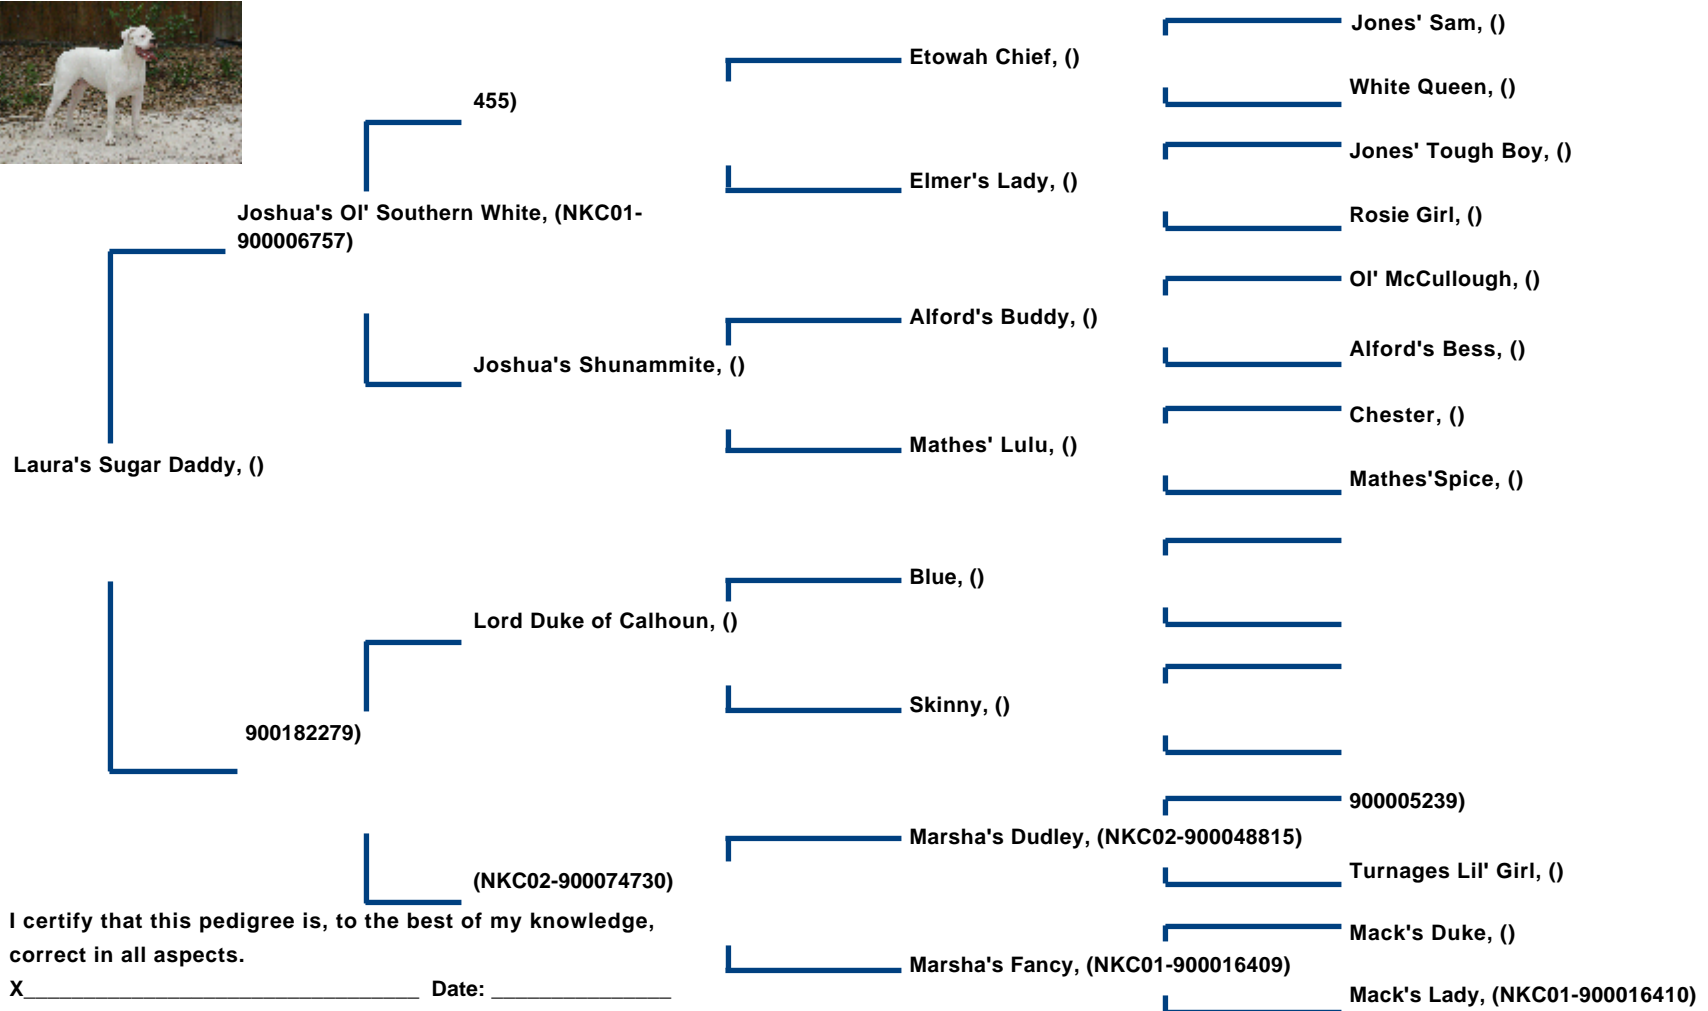 Jones' Sam, ()
Etowah Chief, ()
White Queen, ()
455)
Jones' Tough Boy, ()
Elmer's Lady, ()
Joshua's Ol' Southern White, (NKC01-
900006757)
Rosie Girl, ()
Ol' McCullough, ()
Alford's Buddy, ()
Alford's Bess, ()
Joshua's Shunammite, ()
Chester, ()
Mathes' Lulu, ()
Laura's Sugar Daddy, ()
Mathes'Spice, ()
Blue, ()
Lord Duke of Calhoun, ()
Skinny, ()
900182279)
900005239)
Marsha's Dudley, (NKC02-900048815)
Turnages Lil' Girl, ()
(NKC02-900074730)
I certify that this pedigree is, to the best of my knowledge,
correct in all aspects.
Mack's Duke, ()
Marsha's Fancy, (NKC01-900016409)
X_________________________________ Date: _______________
Mack's Lady, (NKC01-900016410)